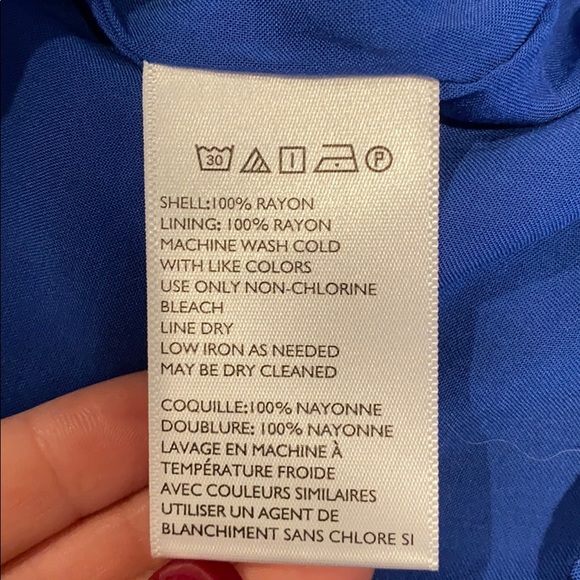 30 P
SHELL:100% RAYON
LINING: 100% RAYON
MACHINE WASH COLD
WITH LIKE COLORS
USE ONLY NON-CHLORINE
BLEACH
LINE DRY
LOW IRON AS NEEDED
MAY BE DRY CLEANED
COQUILLE:100% NAYONNE
DOUBLURE: 100% NAYONNE
LAVAGE EN MACHINE À
TEMPÉRATURE FROIDE
AVEC COULEURS SIMILAIRES
UTILISER UN AGENT DE
BLANCHIMENT SANS CHLORE SI